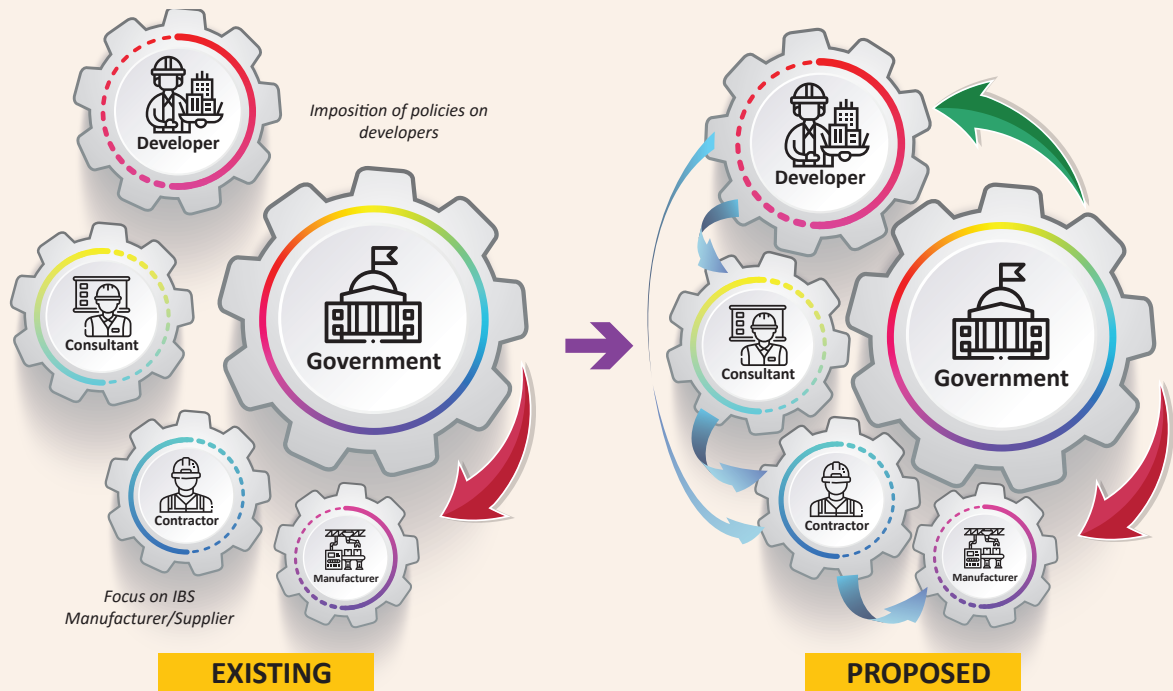 Developer
Imposition of policies on
developers
Consultant
Government
Contractor
Manufacturer
Focus on IBS
Manufacturer/Supplier
EXISTING
Developer
Consultant
Government
Contractor
Manufacturer
PROPOSED